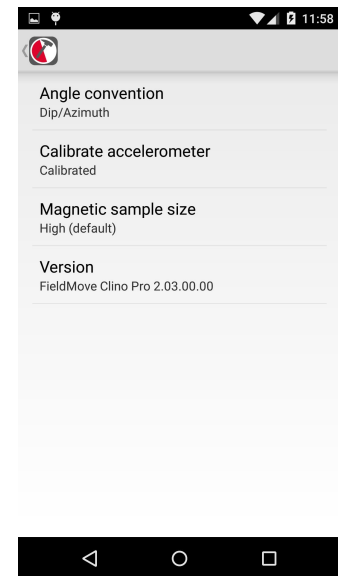 11:58
Angle convention
Dip/Azimuth
Calibrate accelerometer
Calibrated
Magnetic sample size
High (default)
Version
FieldMove Clino Pro 2.03.00.00